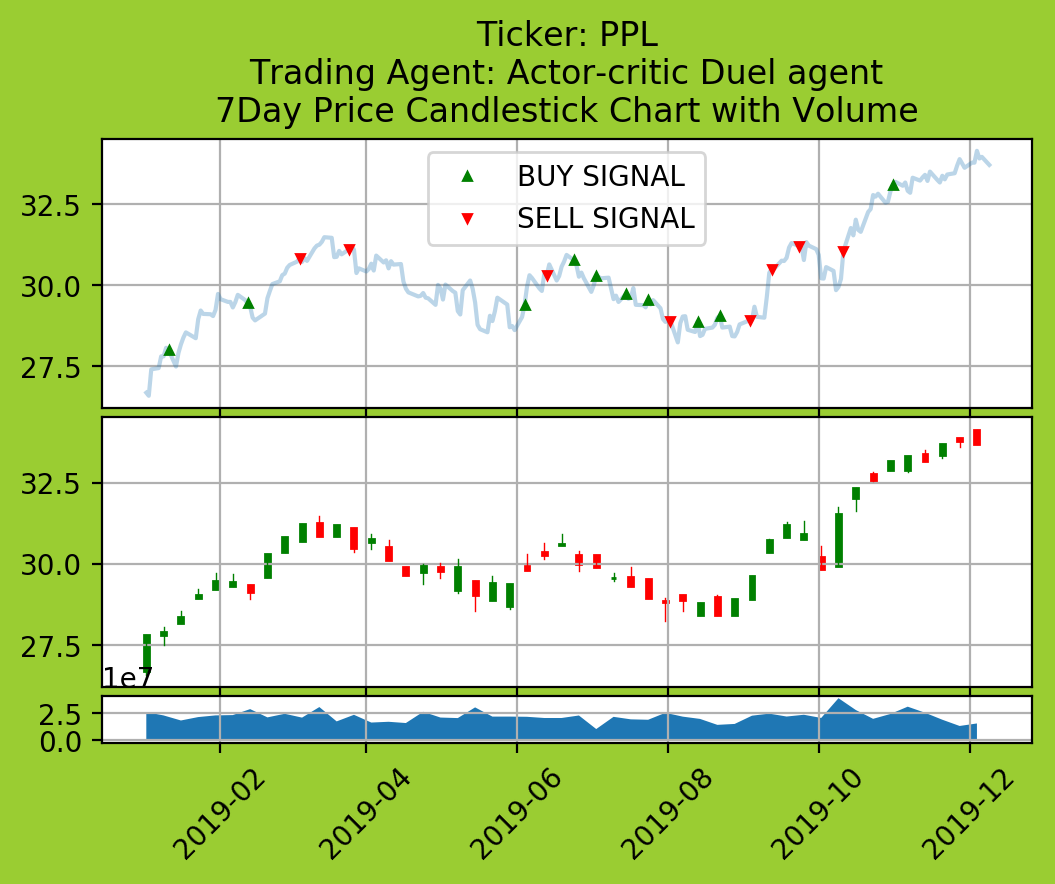 Ticker: PPL
Trading Agent: Actor-critic Duel agent
7Day Price Candlestick Chart with Volume
BUY SIGNAL
SELL SIGNAL
32.5
30.0
27.5
32.5
30.0
27.5
1e7
2.5
0.0
2019-02
2019-04
2019-06
2019-08
2019-10
2019-12